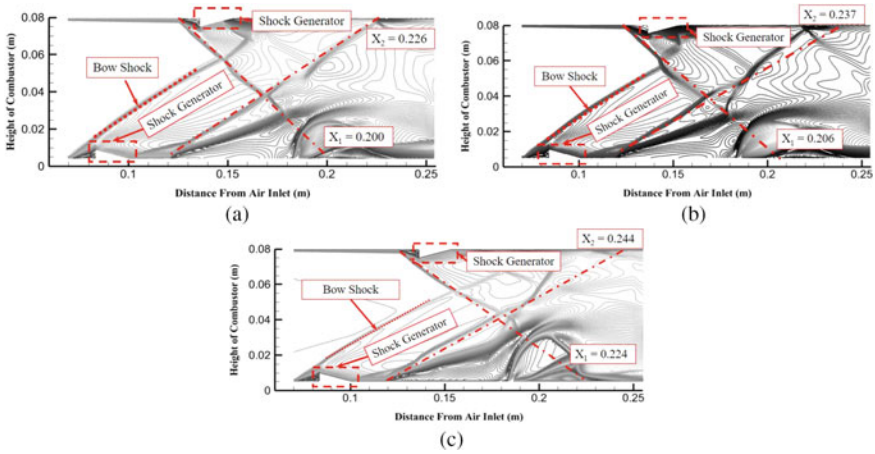 0.08
0.06
0.04
0.02
0
Height of Combustor (m)
Shock Generator
X2 = 0.226
Bow Shock
Shock Generator
X1 = 0.200
0.1
0.15
0.2
0.25
Distance From Air Inlet (m)
(a)
0.08
0.06
0.04
0.02
0
Height of Combustor (m)
X2 = 0.237
Shock Generator
Bow Shock
Shock Generator
X1 = 0.206
0.1
0.15
0.2
0.25
Distance From Air Inlet (m)
(b)
0.08
0.06
0.04
0.02
0
Height of Combustor (m)
X2 = 0.244
Shock Generator
Bow Shock
Shock Generator
X1 = 0.224
0.1
0.15
0.2
0.25
Distance From Air Inlet (m)
(c)